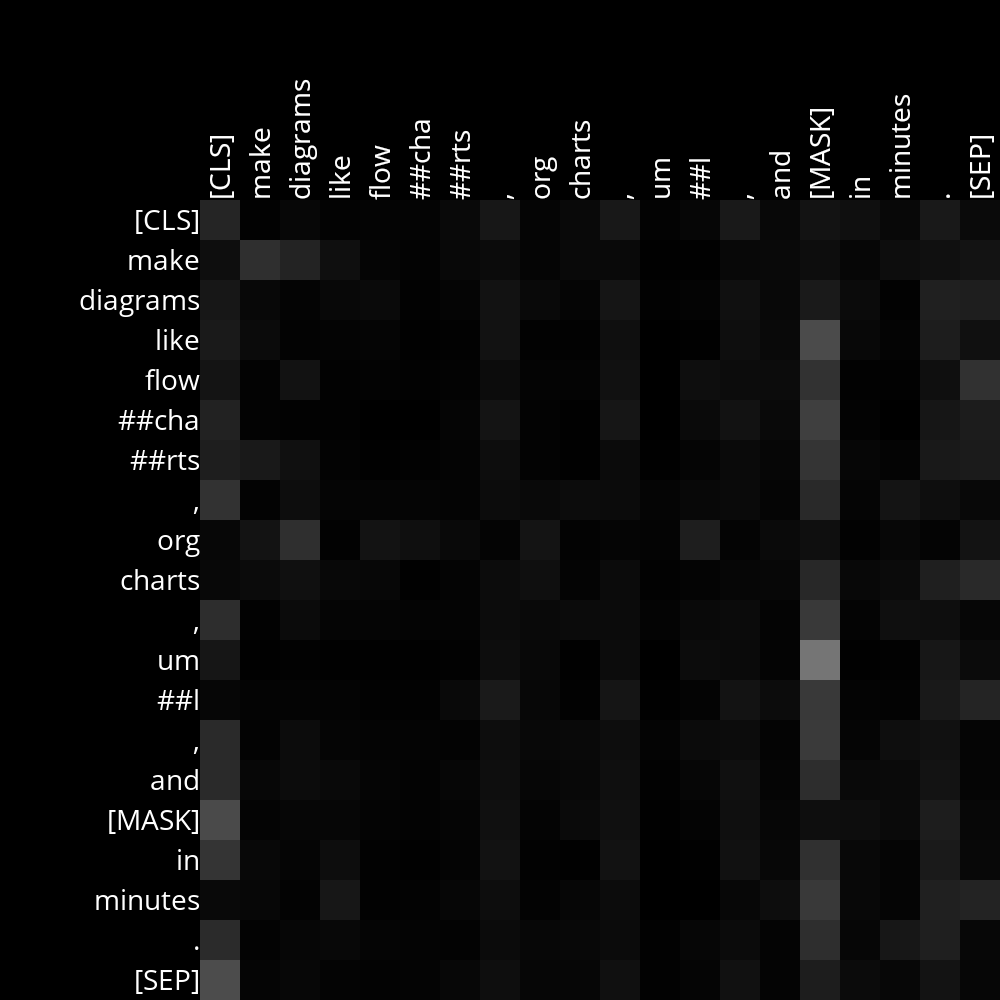 [CLS] make diagrams like flow ##cha ##rts , org charts , um ##l , and [MASK] in minutes . [SEP]
[CLS]
make
diagrams
like
flow
##cha
##rts
,
org
charts
,
um
##l
,
and
[MASK]
in
minutes
.
[SEP]